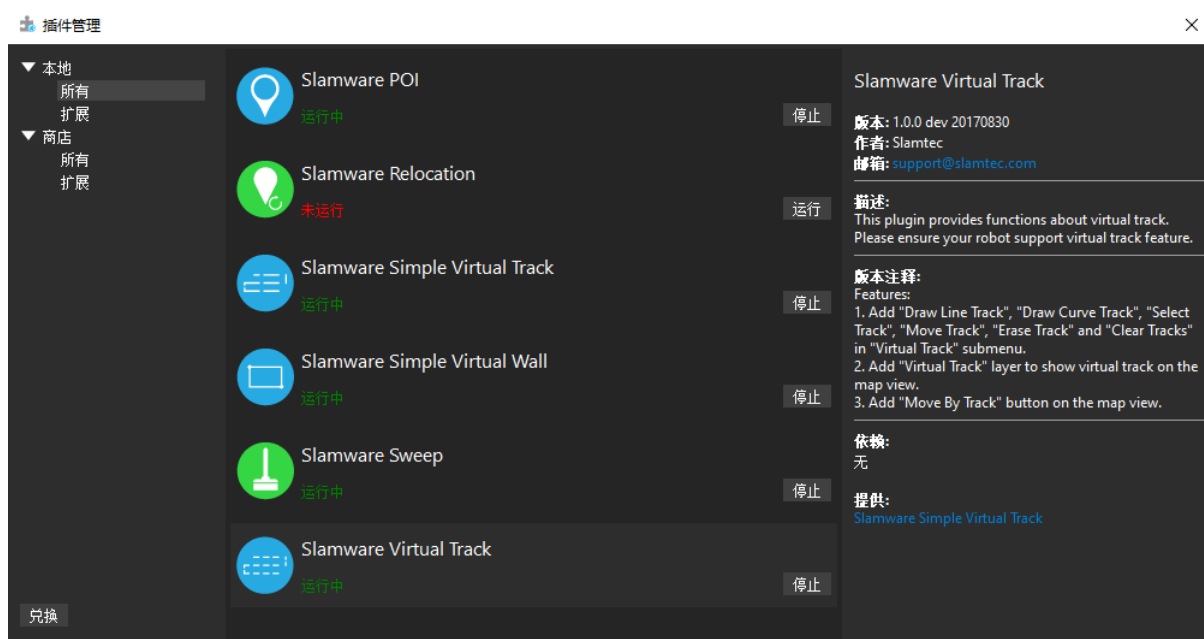 插件管理
本地
所有
扩展
商店
所有
扩展
兑换
Slamware POI
运行中
停止
Slamware Relocation
未运行
运行
Slamware Simple Virtual Track
运行中
停止
Slamware Simple Virtual Wall
运行中
停止
Slamware Sweep
运行中
停止
Slamware Virtual Track
运行中
停止
Slamware Virtual Track
版本: 1.0.0 dev 20170830
作者: Slamtec
邮箱: support@slamtec.com
描述:
This plugin provides functions about virtual track.
Please ensure your robot support virtual track feature.
版本注释:
Features:
1. Add "Draw Line Track", "Draw Curve Track", "Select
Track", "Move Track", "Erase Track" and "Clear Tracks"
in "Virtual Track" submenu.
2. Add "Virtual Track" layer to show virtual track on the
map view.
3. Add "Move By Track" button on the map view.
依赖:
无
提供:
Slamware Simple Virtual Track